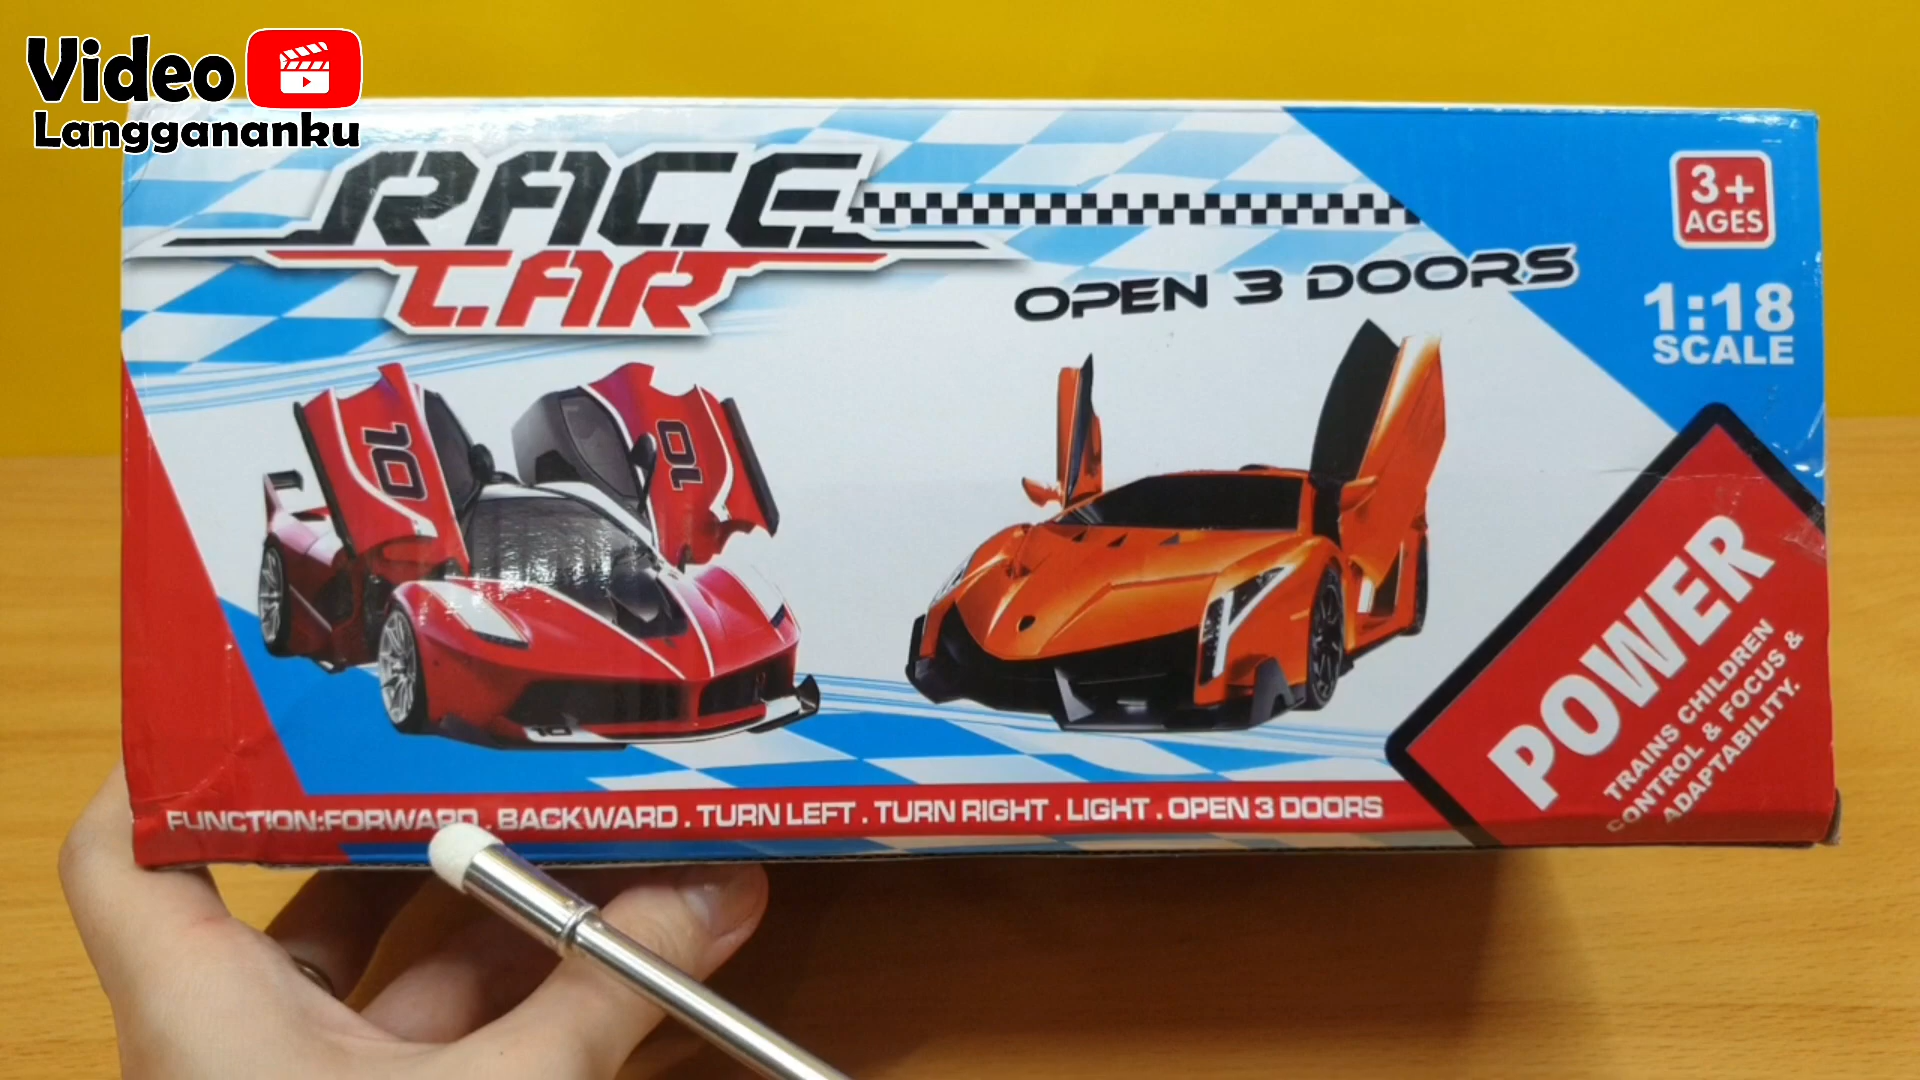 Video
Langgananku
RACE
CAR
3+
AGES
OPEN 3 DOORS
1:18
SCALE
10
10
10
POWER
TRAINS CHILDREN
CONTROL & FOCUS &
ADAPTABILITY.
FUNCTION:FORWARD . BACKWARD . TURN LEFT . TURN RIGHT . LIGHT . OPEN 3 DOORS